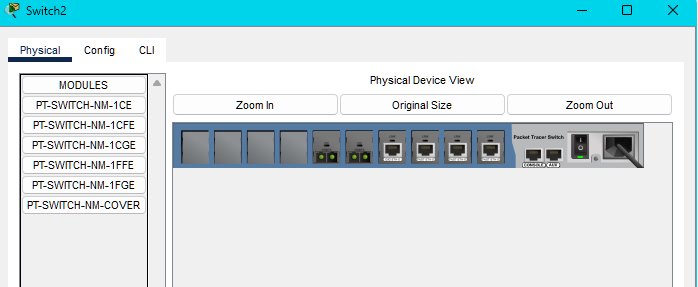 Switch2
Physical Config CLI
MODULES
PT-SWITCH-NM-1CE
PT-SWITCH-NM-1CFE
PT-SWITCH-NM-1CGE
PT-SWITCH-NM-1FFE
PT-SWITCH-NM-1FGE
PT-SWITCH-NM-COVER
Physical Device View
Zoom In Original Size Zoom Out
Packet Tracer Switch
CONSOLE AUX